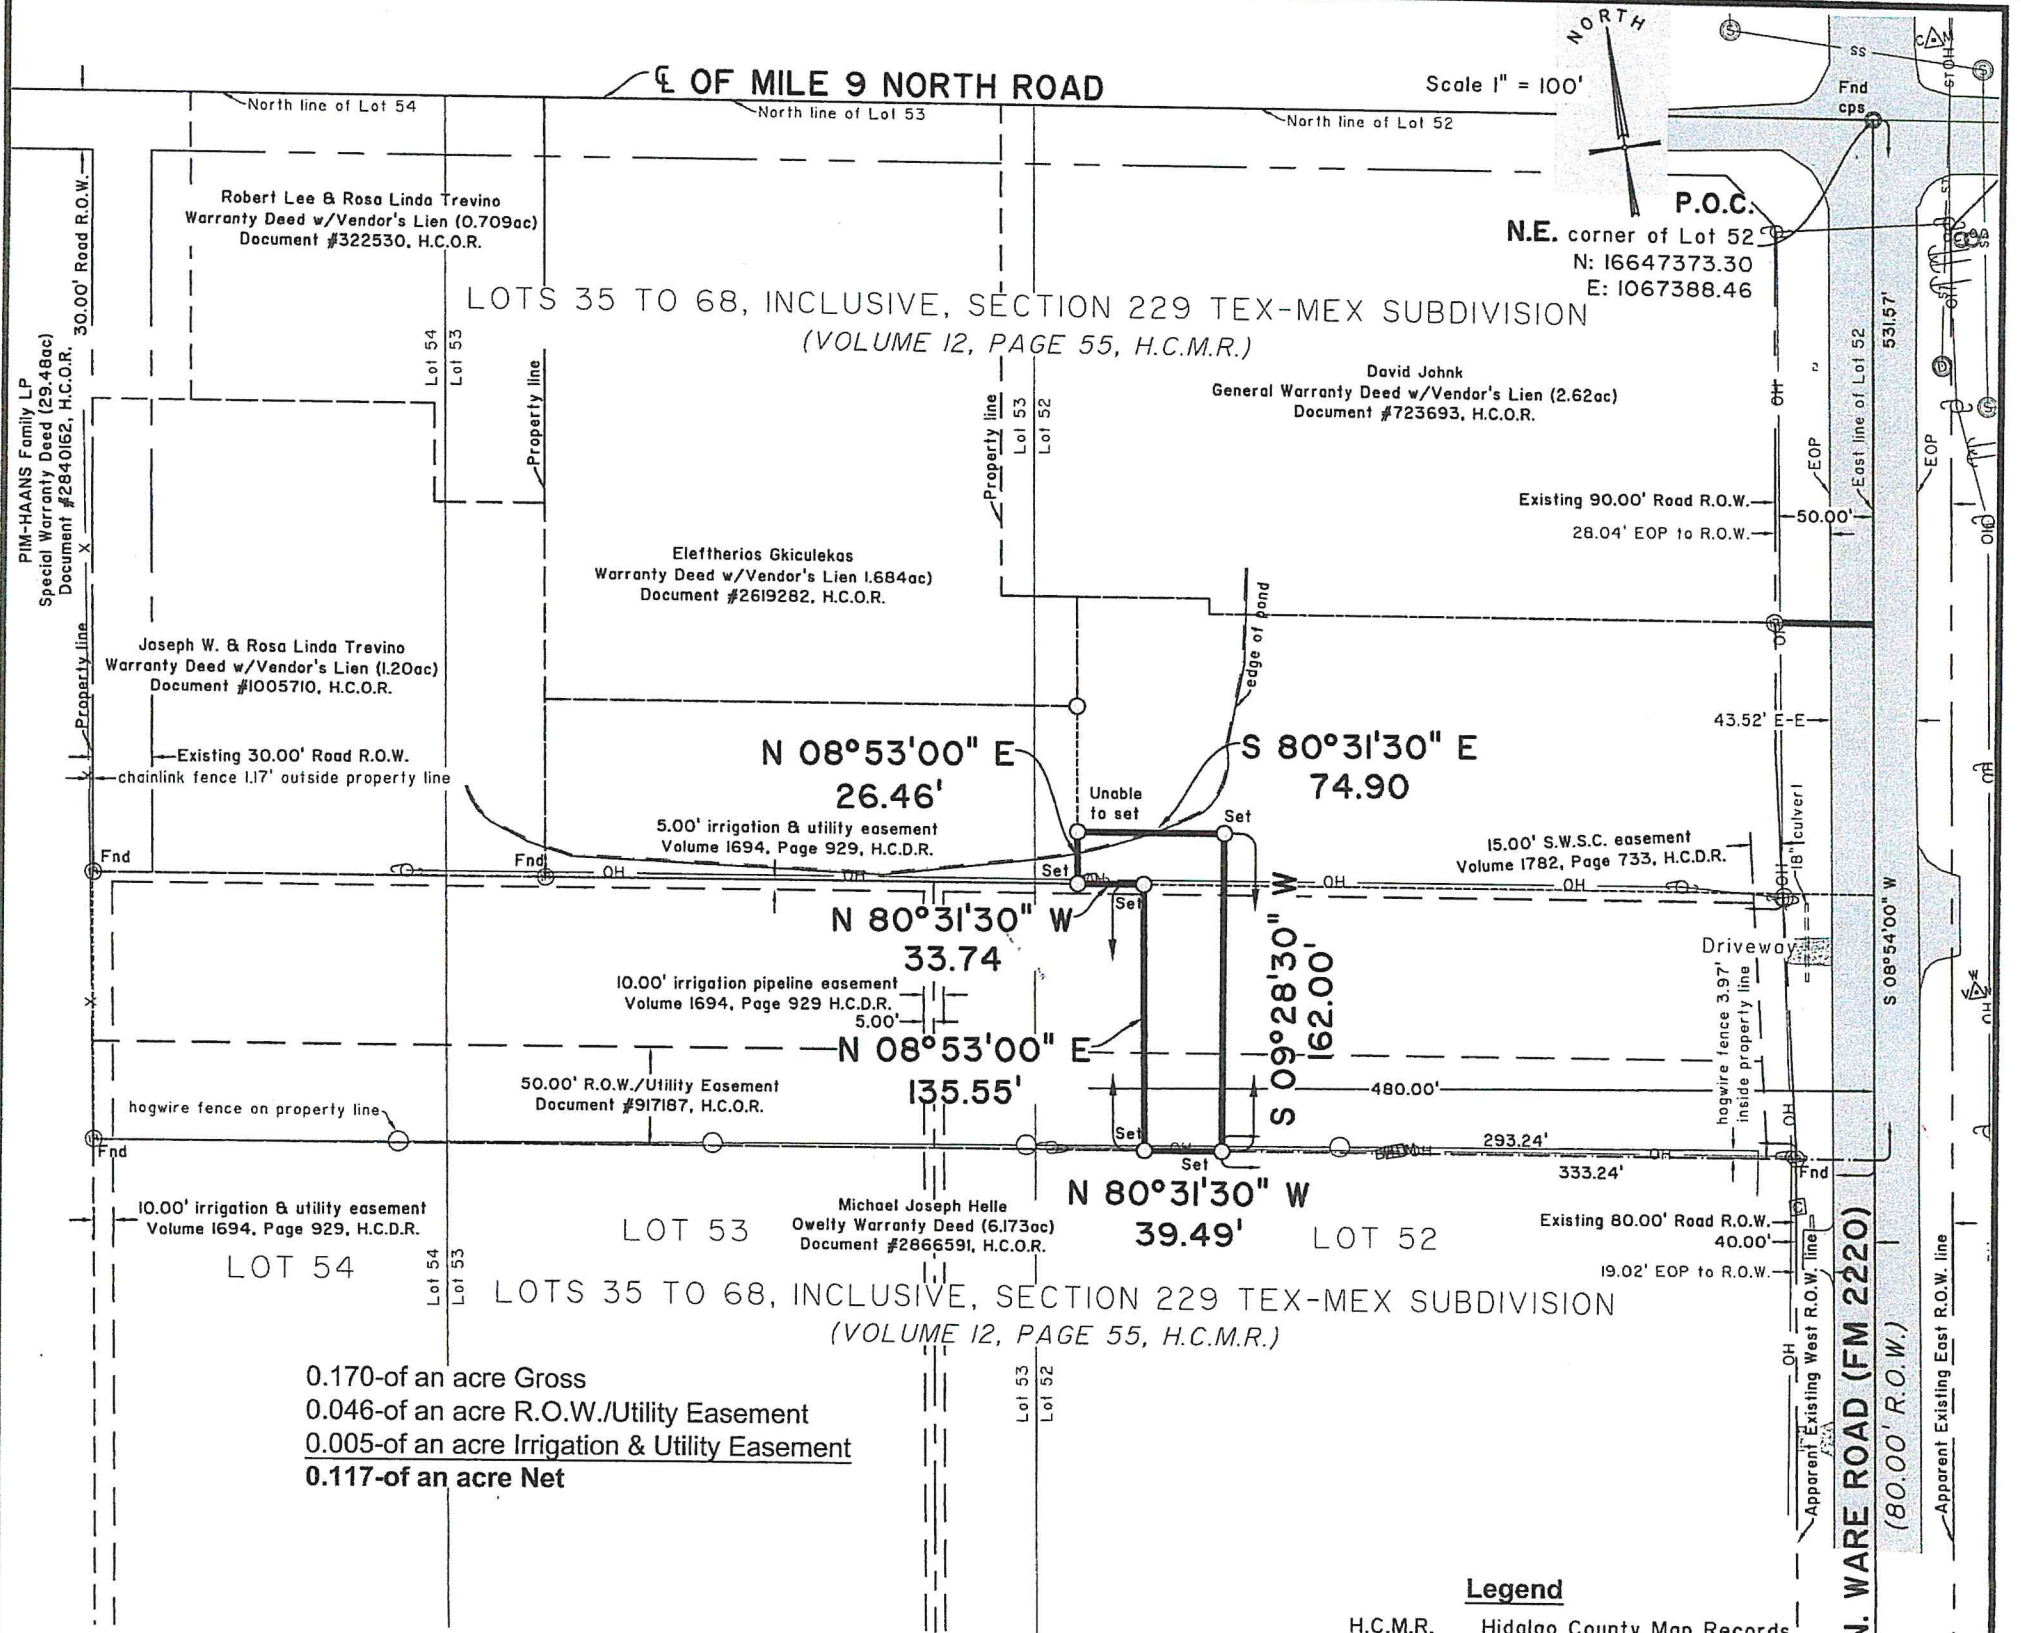 ℄ OF MILE 9 NORTH ROAD
Scale 1" = 100'
NORTH
North line of Lot 54
North line of Lot 53
North line of Lot 52
Fnd
cps
SS
30.00' Road R.O.W.
Robert Lee & Rosa Linda Trevino
Warranty Deed w/Vendor's Lien (0.709ac)
Document #322530, H.C.O.R.
P.O.C.
N.E. corner of Lot 52
N: 16647373.30
E: 1067388.46
LOTS 35 TO 68, INCLUSIVE, SECTION 229 TEX-MEX SUBDIVISION
(VOLUME 12, PAGE 55, H.C.M.R.)
531.57'
East line of Lot 52
PIM-HAANS Family LP
Special Warranty Deed (29.48ac)
Document #2840162, H.C.O.R.
Lot 54
Lot 53
Property line
Property line
Lot 53
Lot 52
David Johnk
General Warranty Deed w/Vendor's Lien (2.62ac)
Document #723693, H.C.O.R.
OH
EOP
EOP
Existing 90.00' Road R.O.W.
50.00'
28.04' EOP to R.O.W.
Eleftherios Gkiculekas
Warranty Deed w/Vendor's Lien 1.684ac)
Document #2619282, H.C.O.R.
edge of pond
Joseph W. & Rosa Linda Trevino
Warranty Deed w/Vendor's Lien (1.20ac)
Document #1005710, H.C.O.R.
Property line
43.52' E-E
Existing 30.00' Road R.O.W.
chainlink fence 1.17' outside property line
N 08°53'00" E
26.46'
S 80°31'30" E
74.90
Unable
to set
Set
5.00' irrigation & utility easement
Volume 1694, Page 929, H.C.D.R.
15.00' S.W.S.C. easement
Volume 1782, Page 733, H.C.D.R.
18" culvert
Fnd
Fnd
OH
OH
Set
OH
OH
Set
N 80°31'30" W
33.74
S 09°28'30" W
162.00'
Driveway
S 08°54'00" W
10.00' irrigation pipeline easement
Volume 1694, Page 929 H.C.D.R.
5.00'
hogwire fence 3.97'
inside property line
N 08°53'00" E
135.55'
50.00' R.O.W./Utility Easement
Document #917187, H.C.O.R.
480.00'
hogwire fence on property line
OH
Set
293.24'
Fnd
Set
OH
333.24'
Fnd
N 80°31'30" W
39.49'
10.00' irrigation & utility easement
Volume 1694, Page 929, H.C.D.R.
Michael Joseph Helle
Owelty Warranty Deed (6.173ac)
Document #2866591, H.C.O.R.
LOT 53
LOT 52
LOT 54
Existing 80.00' Road R.O.W.
40.00'
19.02' EOP to R.O.W.
Lot 54
Lot 53
LOTS 35 TO 68, INCLUSIVE, SECTION 229 TEX-MEX SUBDIVISION
(VOLUME 12, PAGE 55, H.C.M.R.)
Apparent Existing West R.O.W. line
N. WARE ROAD (FM 2220)
(80.00' R.O.W.)
Apparent Existing East R.O.W. line
OH
Lot 53
Lot 52
0.170-of an acre Gross
0.046-of an acre R.O.W./Utility Easement
0.005-of an acre Irrigation & Utility Easement
0.117-of an acre Net
Legend
H.C.M.R. Hidalgo County Map Records